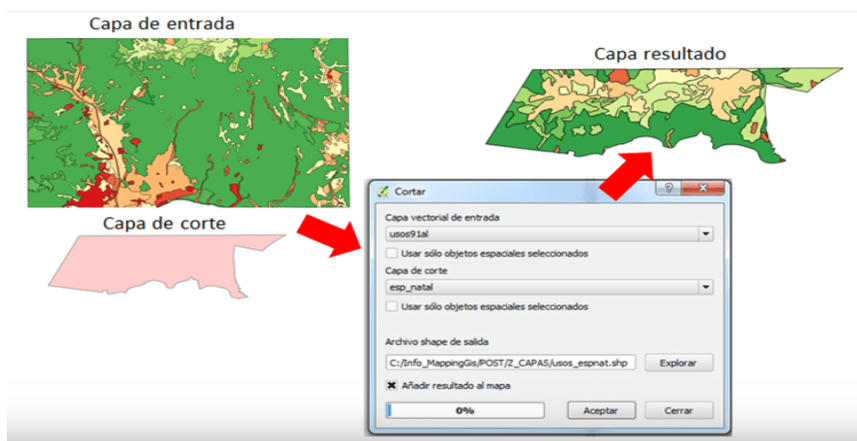 Capa de entrada
Capa resultado
Capa de corte
Cortar
Capa vectorial de entrada
usos91al
Usar sólo objetos espaciales seleccionados
Capa de corte
esp_natal
Usar sólo objetos espaciales seleccionados
Archivo shape de salida
C:/Info_MappingGis/POST/Z_CAPAS/usos_espnat.shp
Explorar
Añadir resultado al mapa
0%
Aceptar
Cerrar